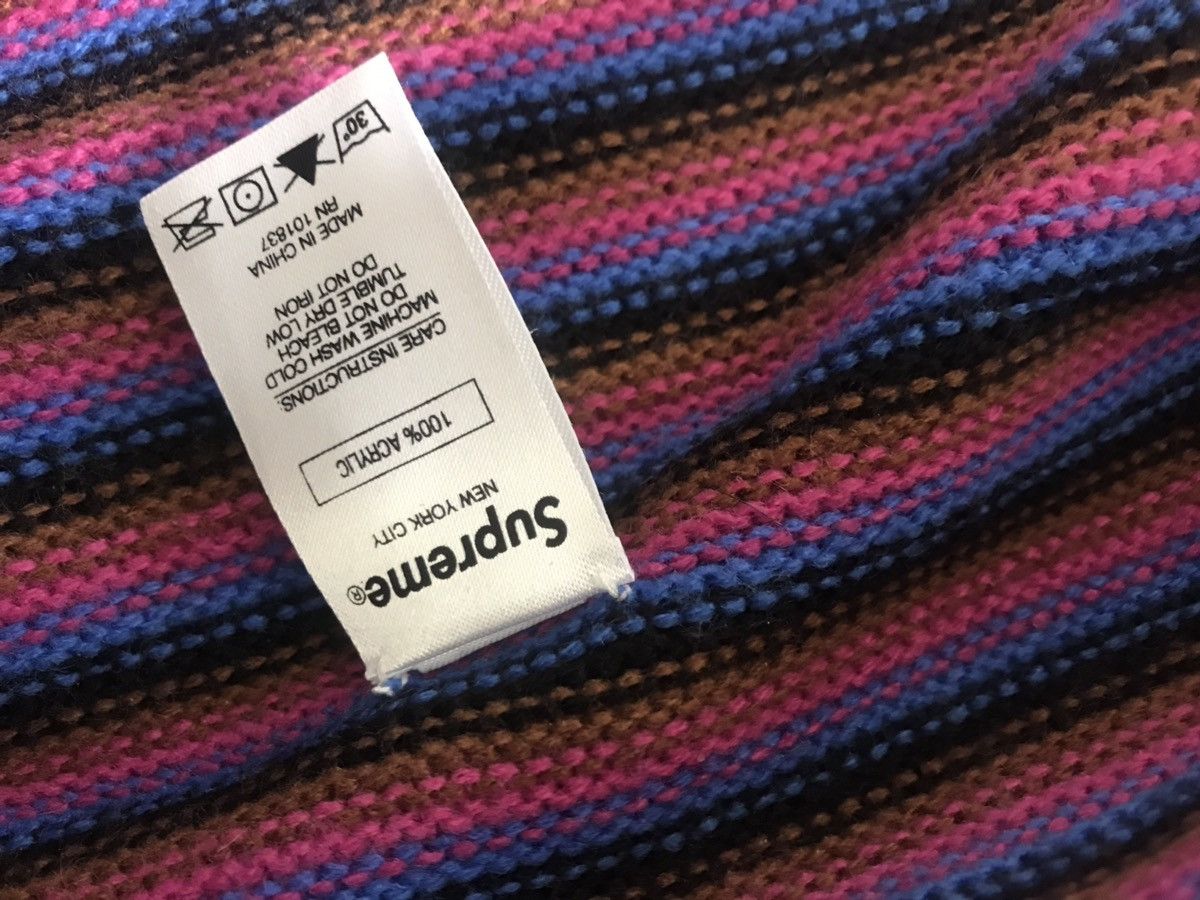 Supreme®
NEW YORK CITY
100% ACRYLIC
CARE INSTRUCTIONS:
MACHINE WASH COLD
DO NOT BLEACH
TUMBLE DRY LOW
DO NOT IRON
MADE IN CHINA
RN 101837
30°